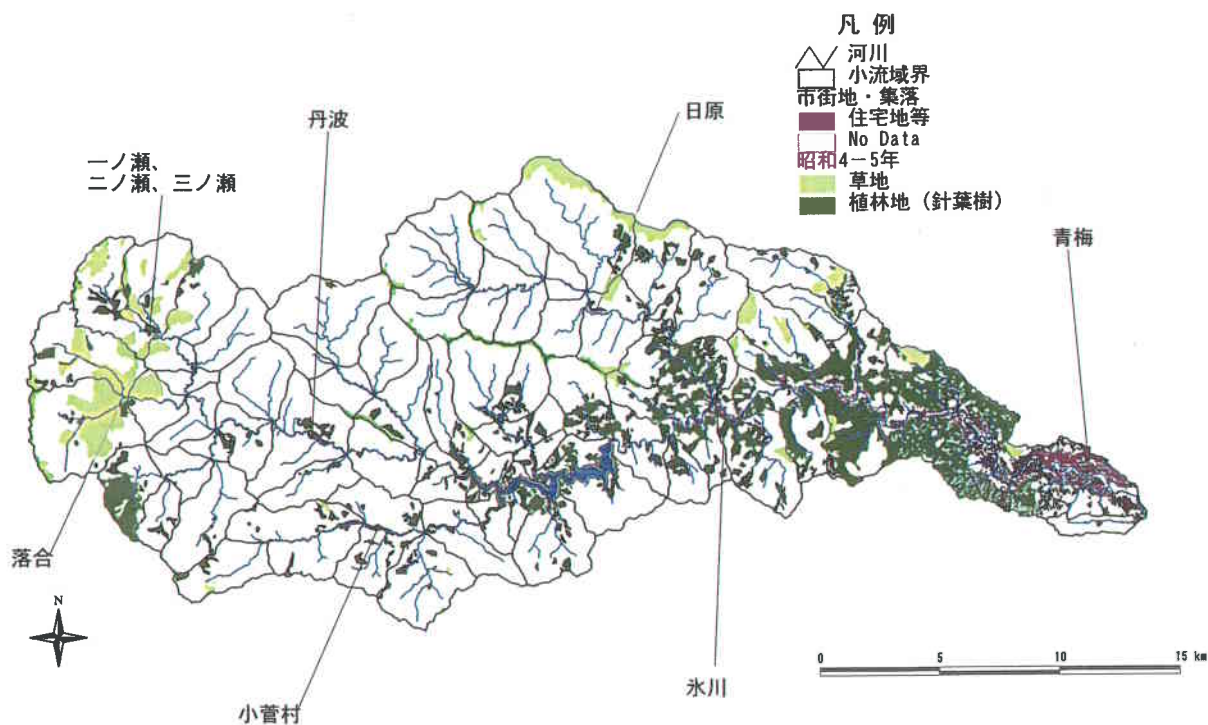 凡 例
河川
小流域界
市街地・集落
住宅地等
No Data
昭和4-5年
草地
植林地(針葉樹)
日原
丹波
一ノ瀬、
二ノ瀬、三ノ瀬
青梅
落合
N
小菅村
氷川
0 5 10 15 km